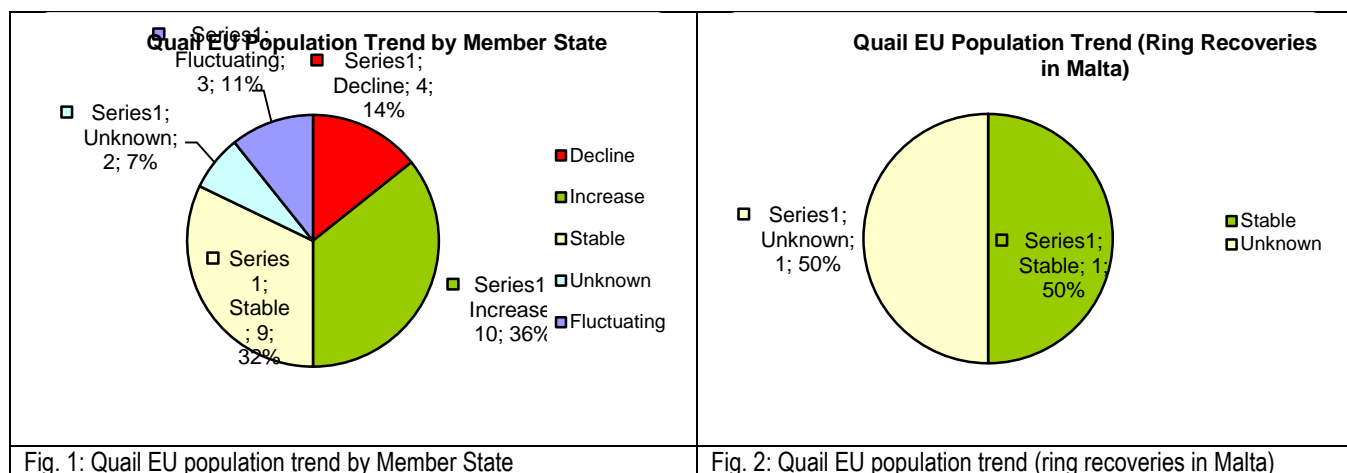 Quail EU Population Trend by Member State
Series1;
Fluctuating;
3; 11%
Series1;
Decline; 4;
14%
Series1;
Unknown;
2; 7%
Series
1;
Stable
; 9;
32%
Series1
Increase
10; 36%
Decline
Increase
Stable
Unknown
Fluctuating
Fig. 1: Quail EU population trend by Member State
Quail EU Population Trend (Ring Recoveries
in Malta)
Series1;
Unknown;
1; 50%
Series1;
Stable; 1;
50%
Stable
Unknown
Fig. 2: Quail EU population trend (ring recoveries in Malta)